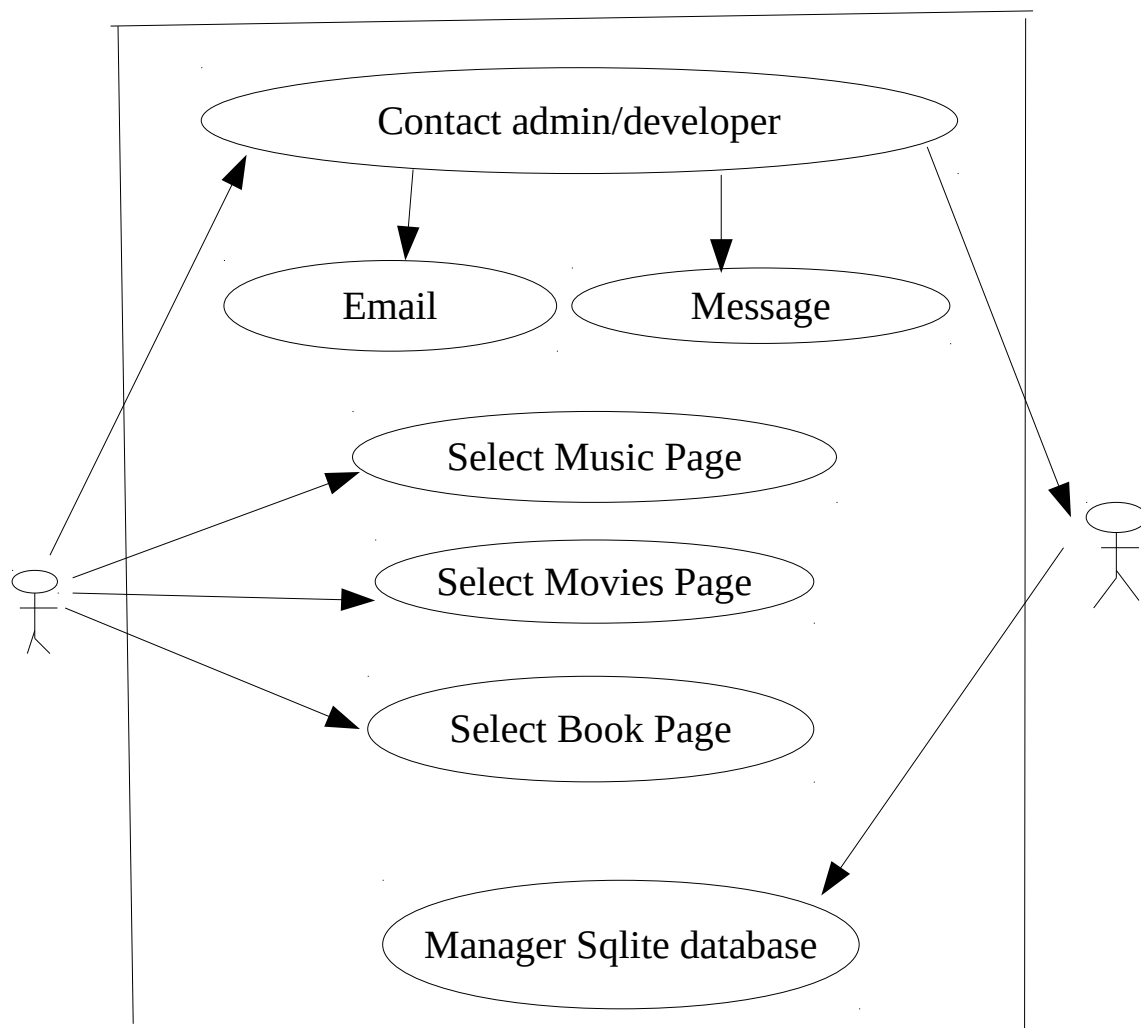 Contact admin/developer
Email
Message
Select Music Page
Select Movies Page
Select Book Page
Manager Sqlite database